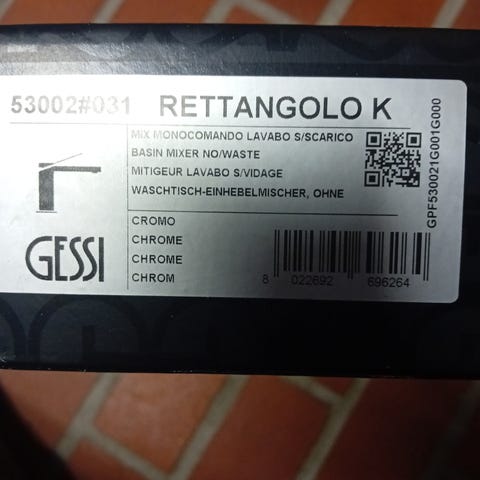 53002#031 RETTANGOLO K
MIX MONOCOMANDO LAVABO S/SCARICO
BASIN MIXER NO/WASTE
MITIGEUR LAVABO S/VIDAGE
WASCHTISCH-EINHEBELMISCHER, OHNE
CROMO
CHROME
CHROME
CHROM
GESSI
8 022692 696264
GPF530021G001G000